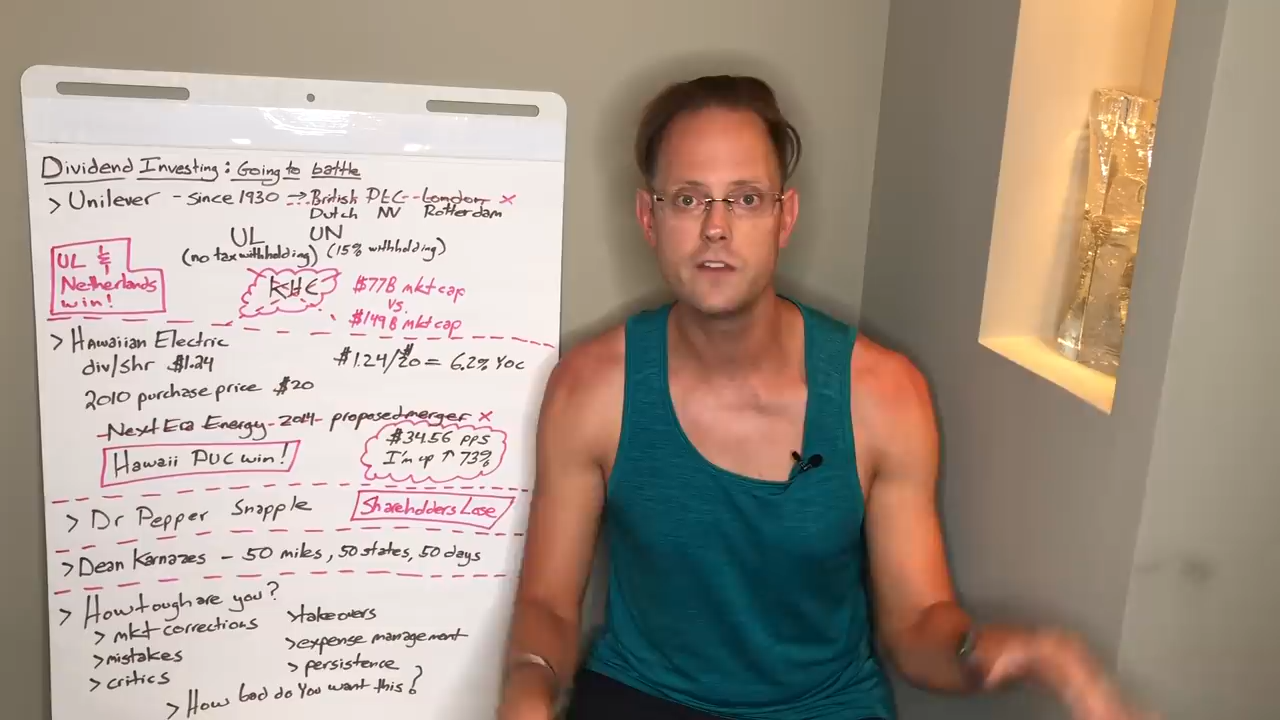 Dividend Investing: Going to battle
> Unilever - since 1930 -> British PLC - London x
Dutch NV Rotterdam
UL UN
(no tax withholding) (15% withholding)
UL &
Netherlands
win!
KHC
$77B mkt cap
vs.
$149B mkt cap
> Hawaiian Electric
div/shr $1.24
$1.24/$20 = 6.2% YOC
2010 purchase price $20
- Next Era Energy - 2014 - proposed merger x
$34.56 pps
I'm up ↑ 73%
Hawaii PUC win!
> Dr Pepper Snapple
Shareholders Lose
> Dean Karnazes - 50 miles, 50 states, 50 days
> How tough are you?
> mkt corrections
> mistakes
> critics
> takeovers
> expense management
> persistence
> How bad do You want this?